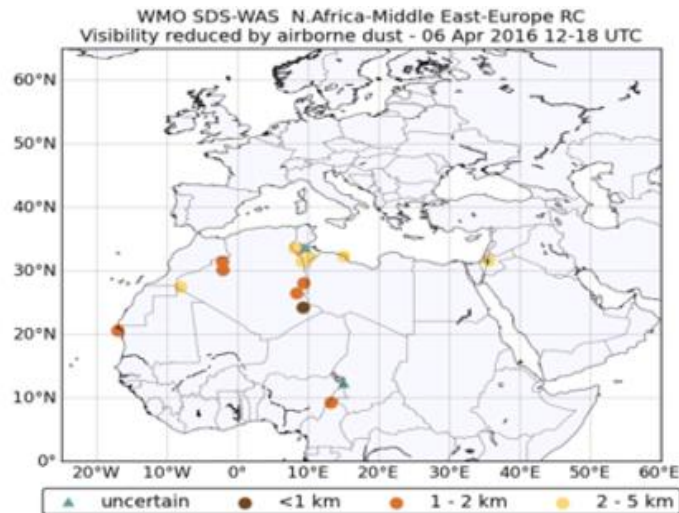 WMO SDS-WAS N.Africa-Middle East-Europe RC
Visibility reduced by airborne dust - 06 Apr 2016 12-18 UTC
60°N
50°N
40°N
30°N
20°N
10°N
0°
20°W 10°W 0° 10°E 20°E 30°E 40°E 50°E 60°E
uncertain <1 km 1 - 2 km 2 - 5 km